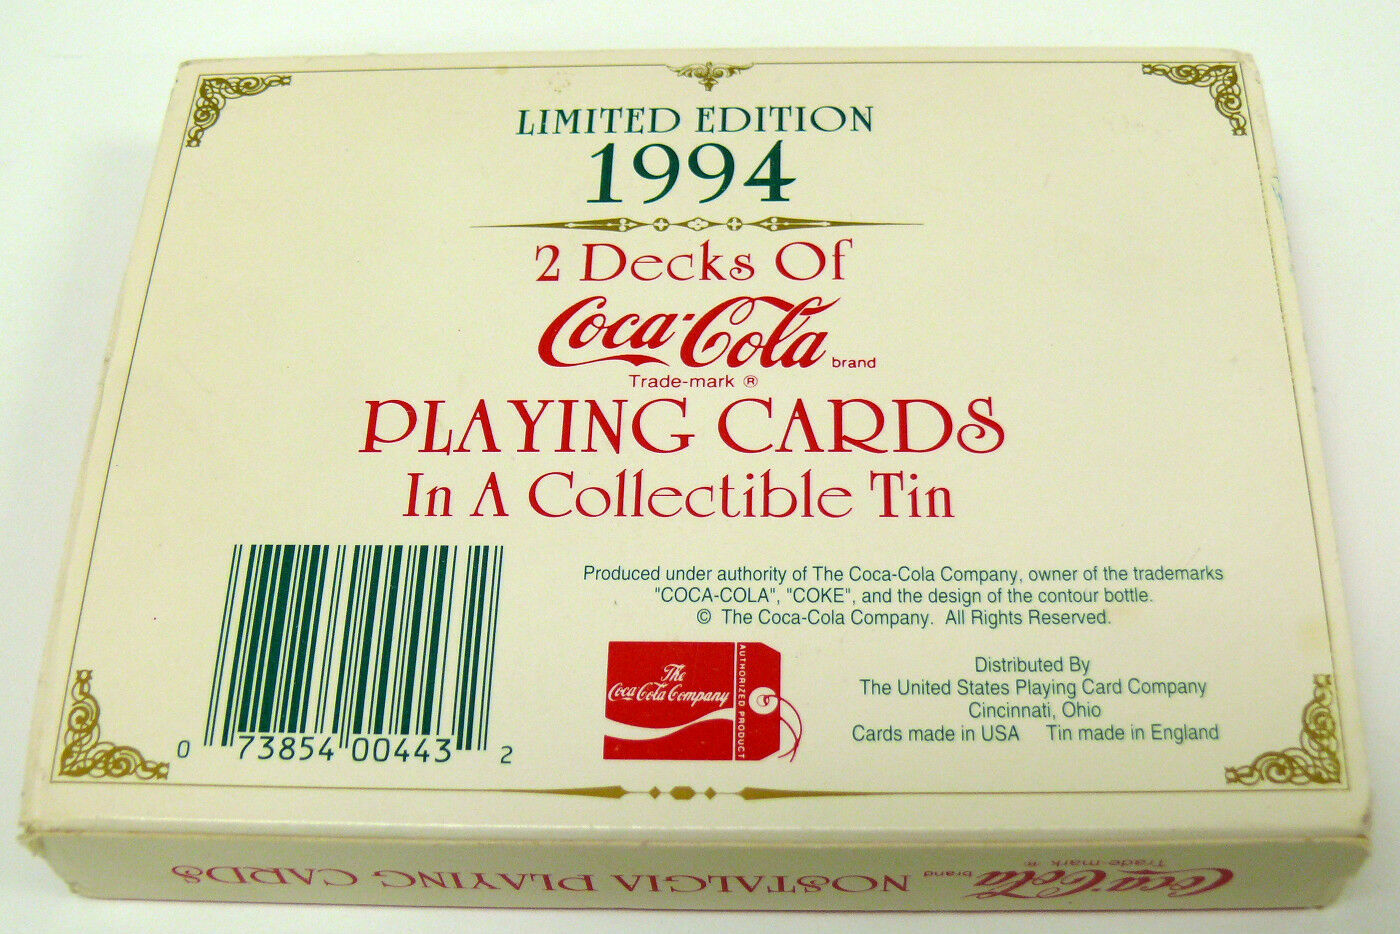 LIMITED EDITION
1994
2 Decks Of
Coca-Cola brand
Trade-mark ®
PLAYING CARDS
In A Collectible Tin
Produced under authority of The Coca-Cola Company, owner of the trademarks
"COCA-COLA", "COKE", and the design of the contour bottle.
© The Coca-Cola Company. All Rights Reserved.
The
Coca-Cola Company
AUTHORIZED PRODUCT
Distributed By
The United States Playing Card Company
Cincinnati, Ohio
Cards made in USA Tin made in England
0 73854 00443 2
Coca-Cola brand NOSTALGIA PLAYING CARDS
Trade-mark ®